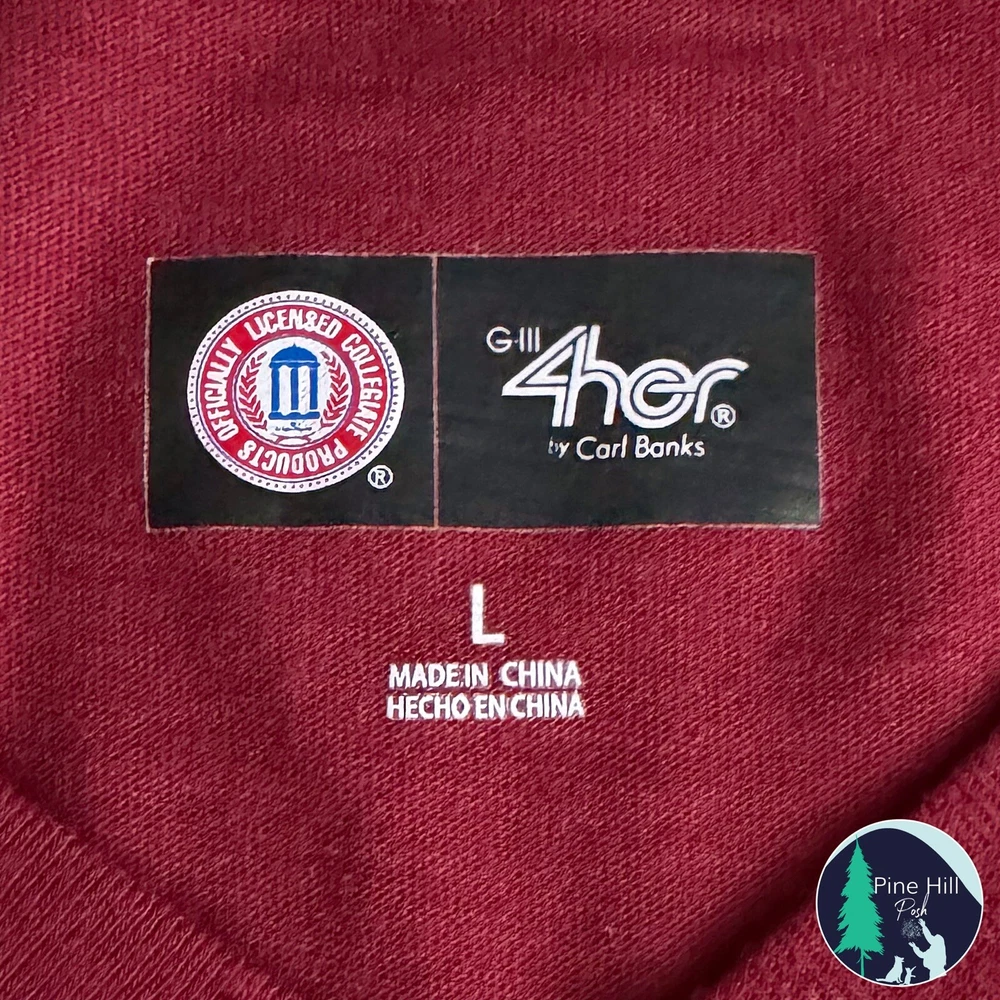 OFFICIALLY LICENSED COLLEGIATE PRODUCTS
®
G-III
4her®
by Carl Banks
L
MADE IN CHINA
HECHO EN CHINA
Pine Hill
Posh